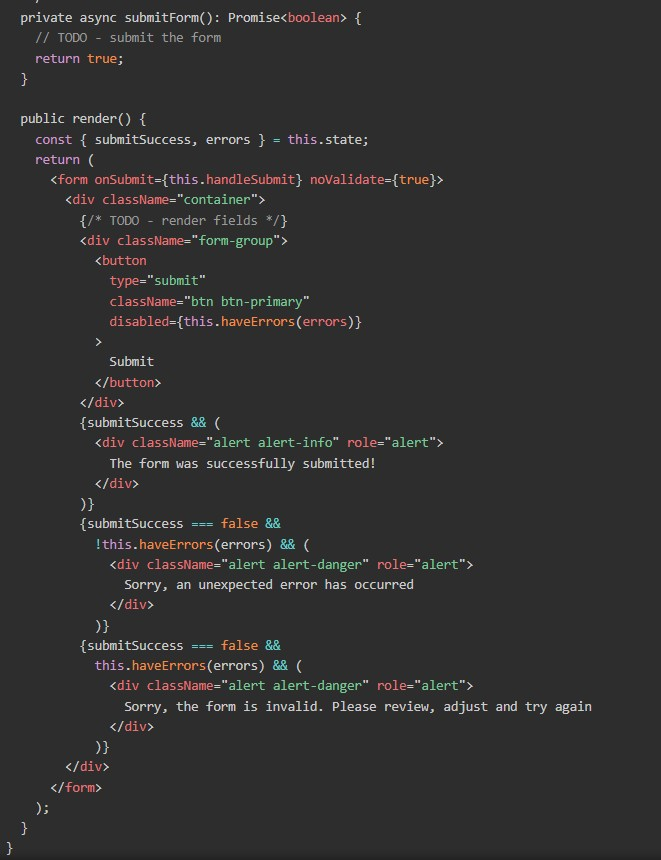 private async submitForm(): Promise<boolean> {
// TODO - submit the form
return true;
}
public render() {
const { submitSuccess, errors } = this.state;
return (
<form onSubmit={this.handleSubmit} noValidate={true}>
<div className="container">
{/* TODO - render fields */}
<div className="form-group">
<button
type="submit"
className="btn btn-primary"
disabled={this.haveErrors(errors)}
>
Submit
</button>
</div>
{submitSuccess && (
<div className="alert alert-info" role="alert">
The form was successfully submitted!
</div>
)}
{submitSuccess === false &&
!this.haveErrors(errors) && (
<div className="alert alert-danger" role="alert">
Sorry, an unexpected error has occurred
</div>
)}
{submitSuccess === false &&
this.haveErrors(errors) && (
<div className="alert alert-danger" role="alert">
Sorry, the form is invalid. Please review, adjust and try again
</div>
)}
</div>
</form>
);
}
}